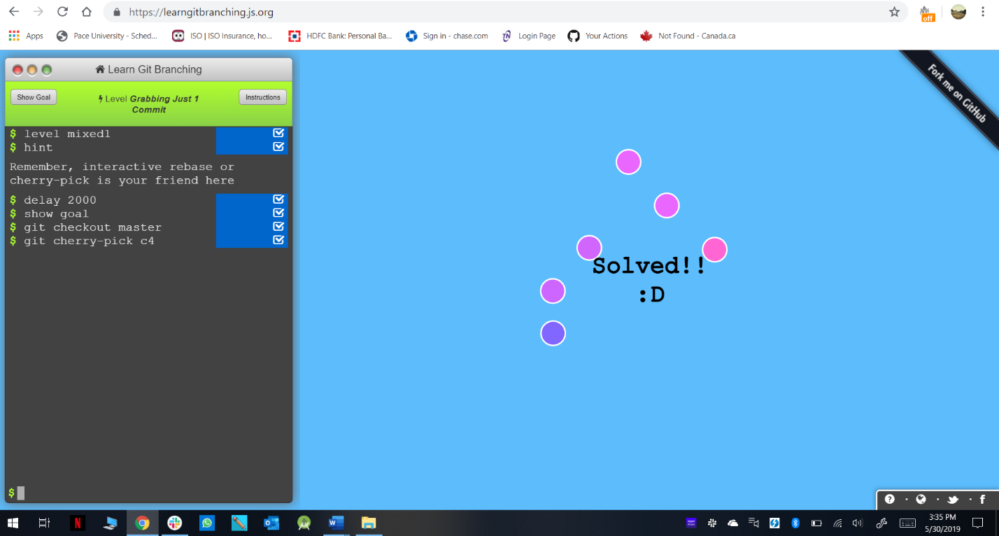 https://learngitbranching.js.org
off
Apps
Pace University - Sched...
ISO | ISO Insurance, ho...
HDFC Bank: Personal Ba...
Sign in - chase.com
Login Page
Your Actions
Not Found - Canada.ca
Learn Git Branching
Show Goal
Level Grabbing Just 1
Commit
Instructions
$ level mixed1
$ hint
Remember, interactive rebase or
cherry-pick is your friend here
$ delay 2000
$ show goal
$ git checkout master
$ git cherry-pick c4
$
Fork me on GitHub
Solved!!
:D
3:35 PM
5/30/2019